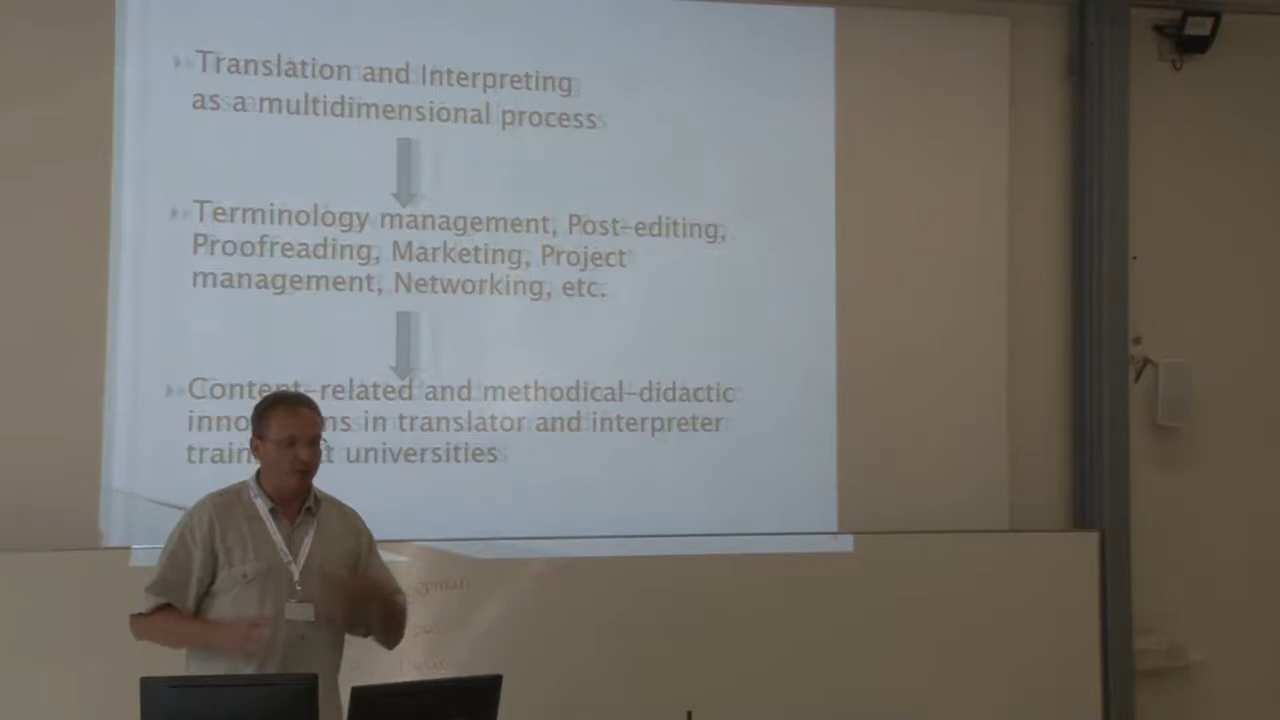 Translation and Interpreting
as a multidimensional process
Terminology management, Post-editing,
Proofreading, Marketing, Project
management, Networking, etc.
Content-related and methodical-didactic
in translator and interpreter
universities